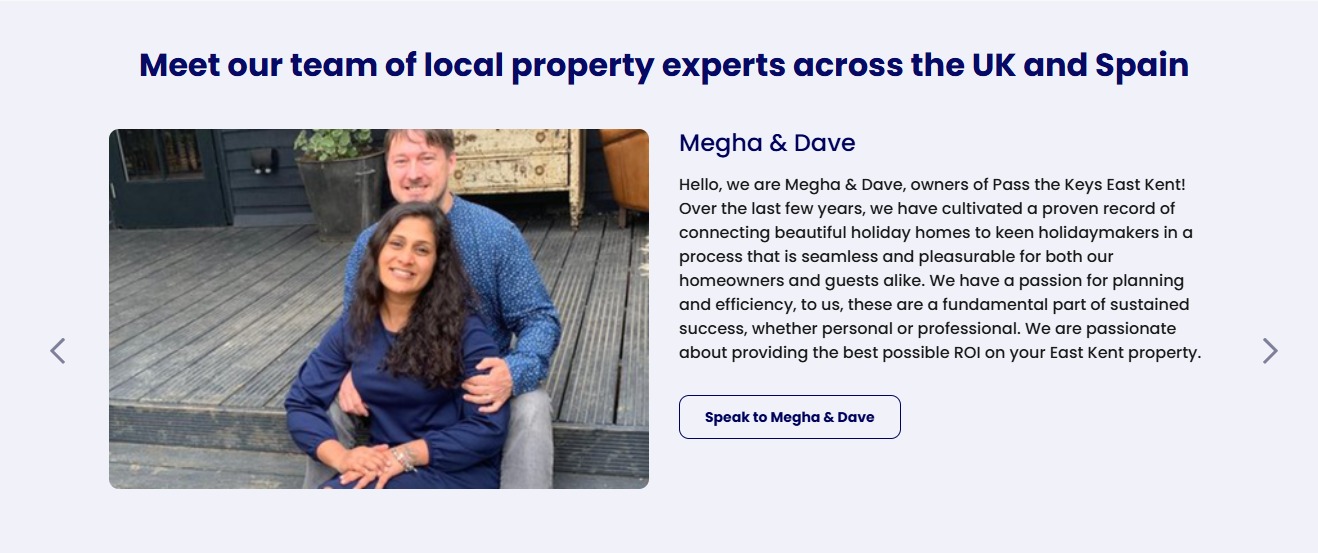 Meet our team of local property experts across the UK and Spain
Megha & Dave
Hello, we are Megha & Dave, owners of Pass the Keys East Kent!
Over the last few years, we have cultivated a proven record of
connecting beautiful holiday homes to keen holidaymakers in a
process that is seamless and pleasurable for both our
homeowners and guests alike. We have a passion for planning
and efficiency, to us, these are a fundamental part of sustained
success, whether personal or professional. We are passionate
about providing the best possible ROI on your East Kent property.
Speak to Megha & Dave